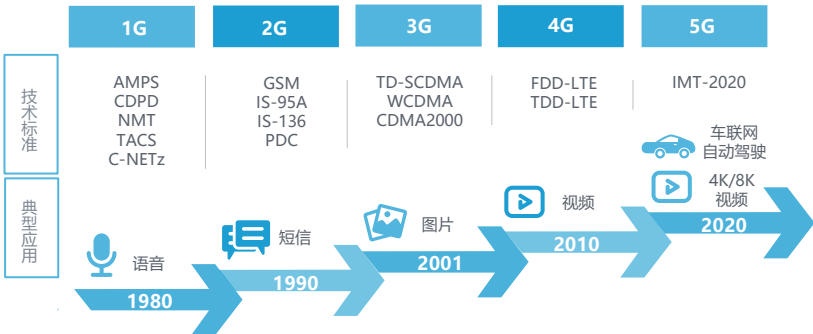 1G
2G
3G
4G
5G
技术标准
AMPS
CDPD
NMT
TACS
C-NETz
GSM
IS-95A
IS-136
PDC
TD-SCDMA
WCDMA
CDMA2000
FDD-LTE
TDD-LTE
IMT-2020
典型应用
语音
短信
图片
视频
车联网
自动驾驶
4K/8K
视频
1980
1990
2001
2010
2020